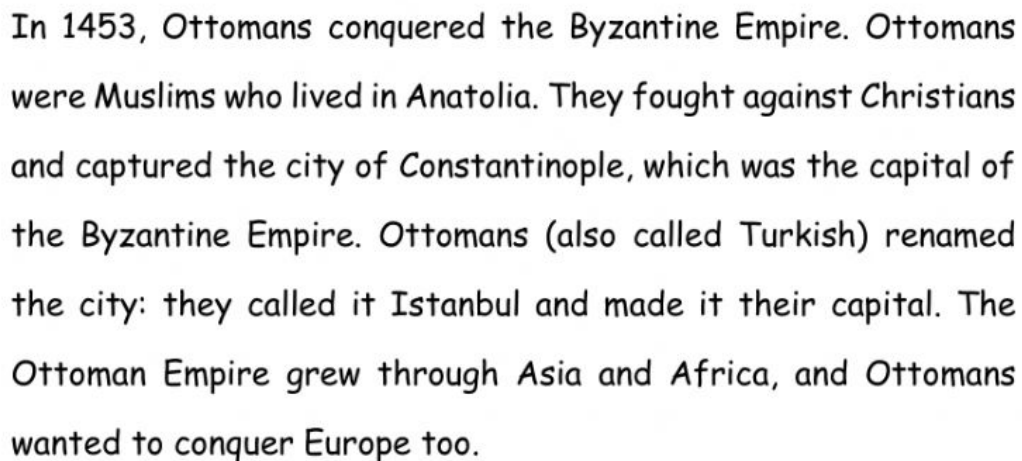 In 1453, Ottomans conquered the Byzantine Empire. Ottomans
were Muslims who lived in Anatolia. They fought against Christians
and captured the city of Constantinople, which was the capital of
the Byzantine Empire. Ottomans (also called Turkish) renamed
the city: they called it Istanbul and made it their capital. The
Ottoman Empire grew through Asia and Africa, and Ottomans
wanted to conquer Europe too.